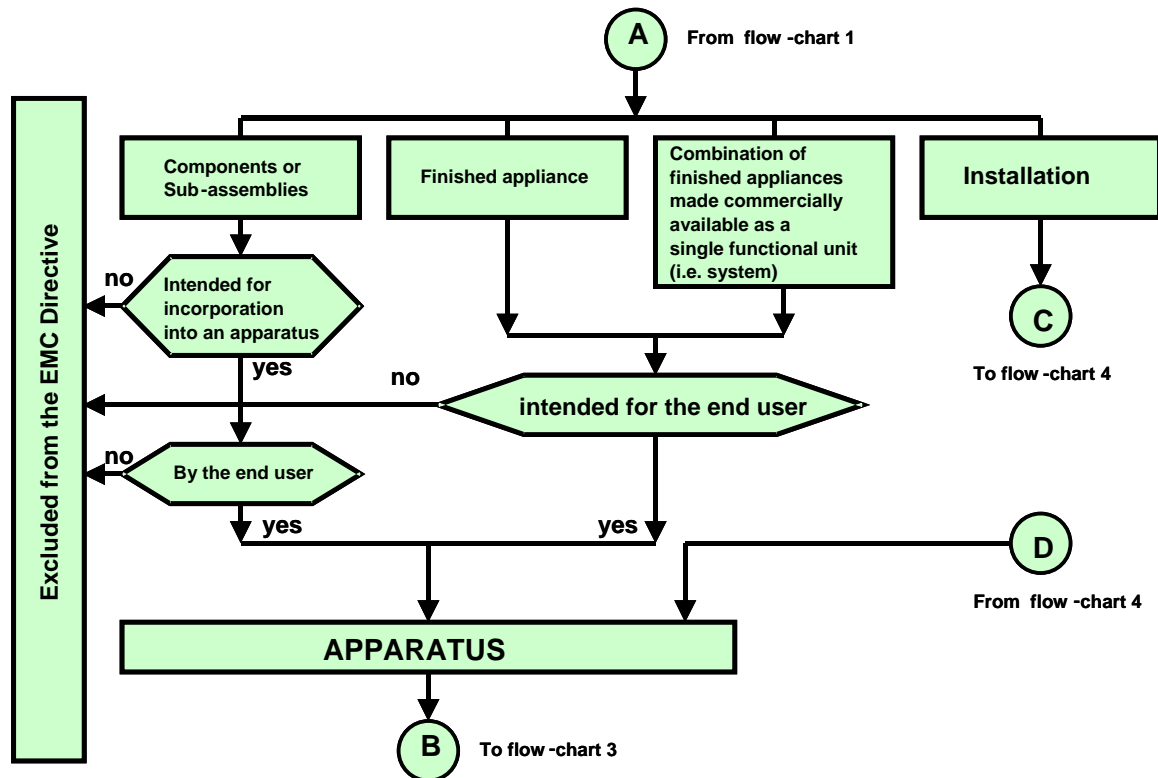 A
From flow-chart 1
Components or
Sub-assemblies
Finished appliance
Combination of
finished appliances
made commercially
available as a
single functional unit
(i.e. system)
Installation
Excluded from the EMC Directive
no
Intended for
incorporation
into an apparatus
yes
C
To flow-chart 4
no
intended for the end user
no
By the end user
yes
yes
D
From flow-chart 4
APPARATUS
B
To flow-chart 3